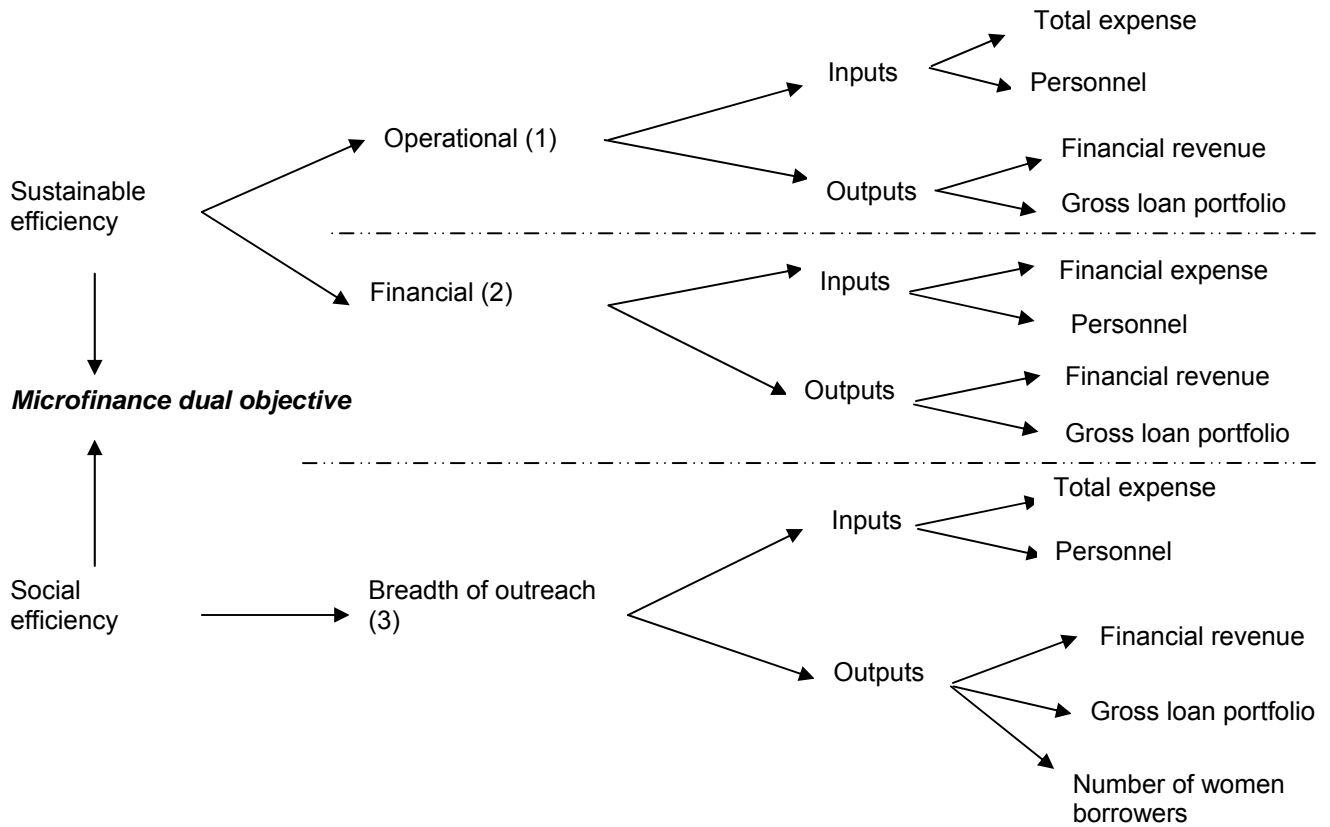 Total expense
Inputs
Personnel
Operational (1)
Financial revenue
Outputs
Gross loan portfolio
Sustainable
efficiency
Financial (2)
Inputs
Financial expense
Personnel
Financial revenue
Outputs
Gross loan portfolio
Microfinance dual objective
Total expense
Inputs
Personnel
Social
efficiency
Breadth of outreach
(3)
Financial revenue
Outputs
Gross loan portfolio
Number of women
borrowers